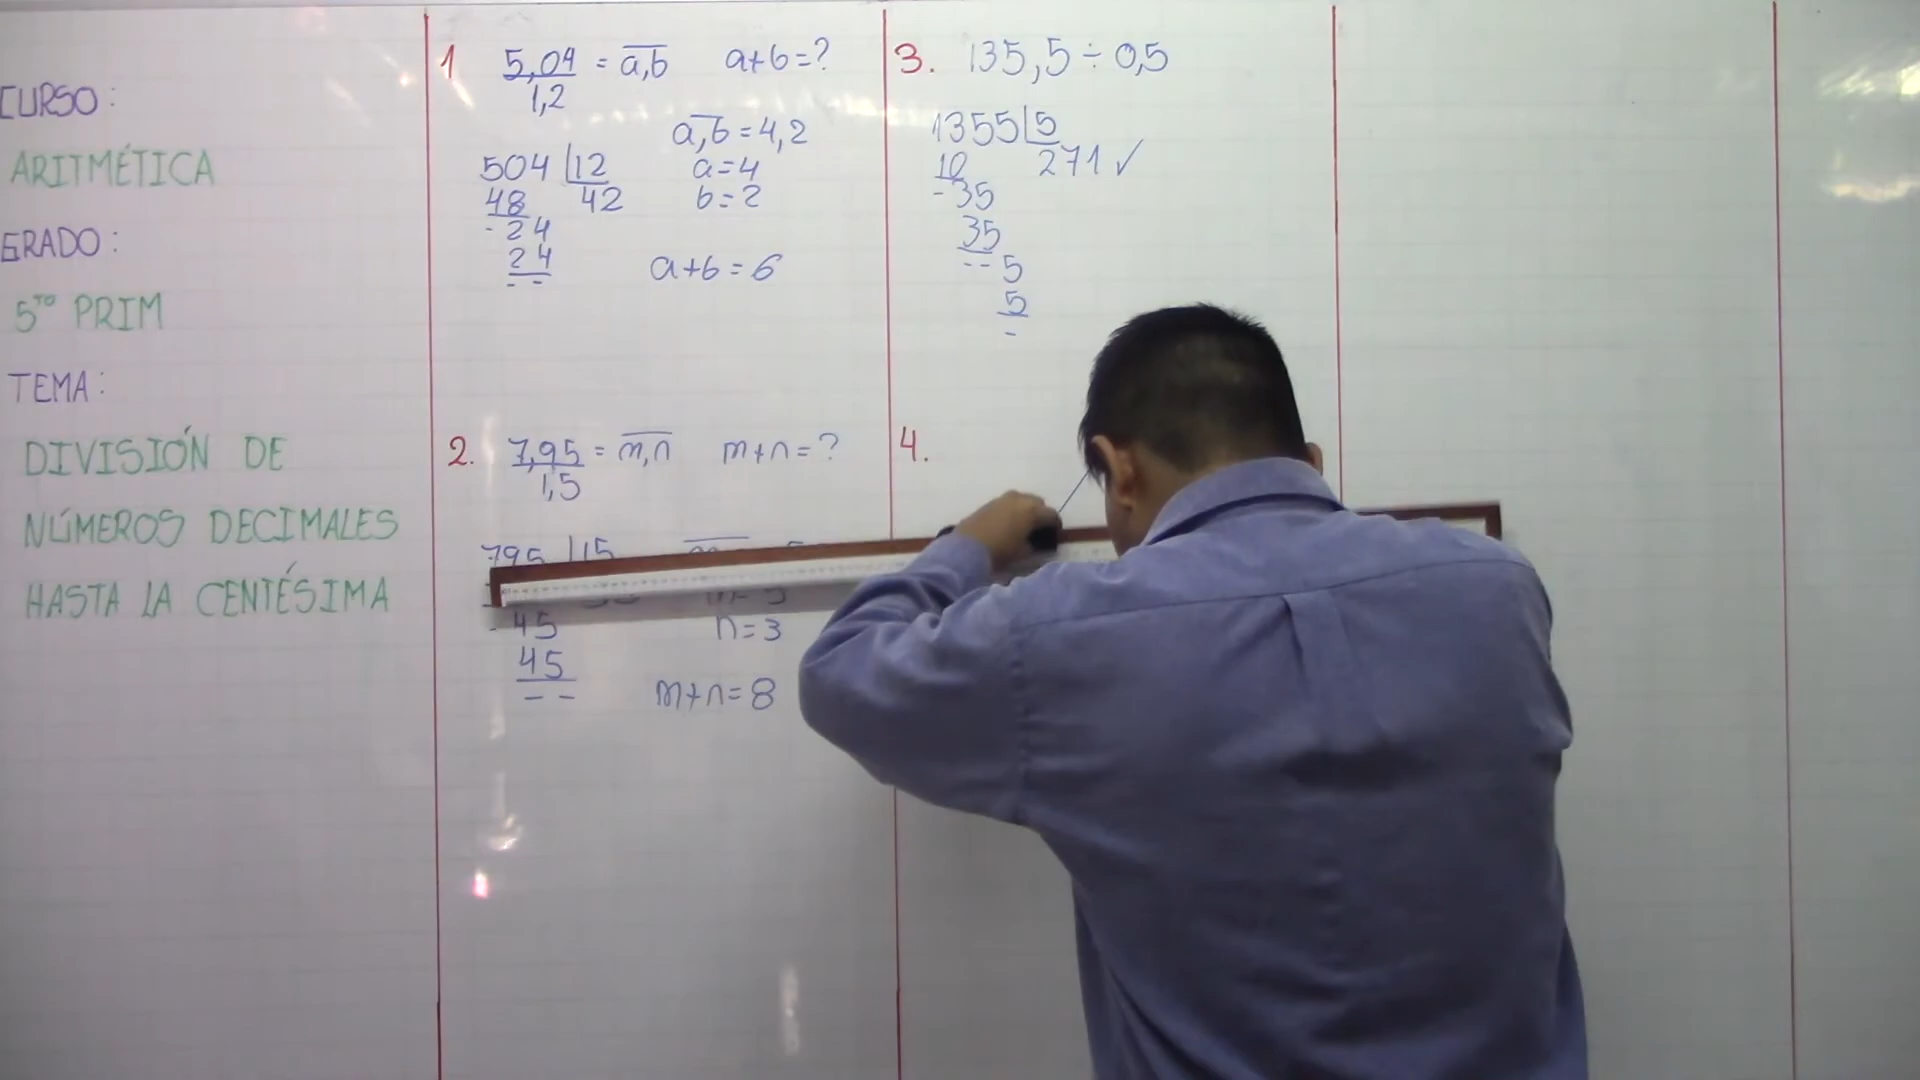 CURSO:
ARITMÉTICA
GRADO:
5TO PRIM
TEMA:
DIVISIÓN DE
NÚMEROS DECIMALES
HASTA LA CENTÉSIMA
1 5,04 = a,b a+b=?
1,2
a,b = 4,2
504 12 a=4
48 42 b=2
- 24
24 a+b=6
- -
2. 7,95 = m,n m+n=?
1,5
795 15
- 45 n=3
45
- - m+n=8
3. 135,5 ÷ 0,5
1355 5
10 271 ✓
- 35
35
- - 5
5
-
4.